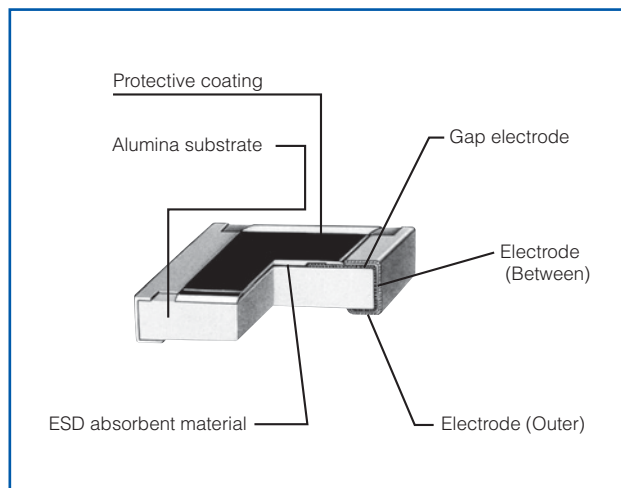 Protective coating
Alumina substrate
Gap electrode
Electrode
(Between)
ESD absorbent material
Electrode (Outer)